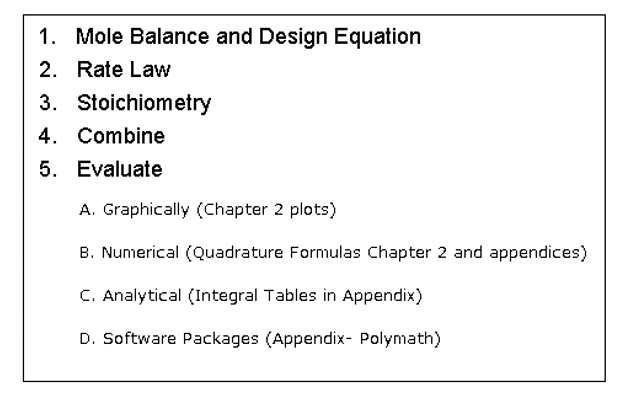 1. Mole Balance and Design Equation
2. Rate Law
3. Stoichiometry
4. Combine
5. Evaluate
A. Graphically (Chapter 2 plots)
B. Numerical (Quadrature Formulas Chapter 2 and appendices)
C. Analytical (Integral Tables in Appendix)
D. Software Packages (Appendix- Polymath)